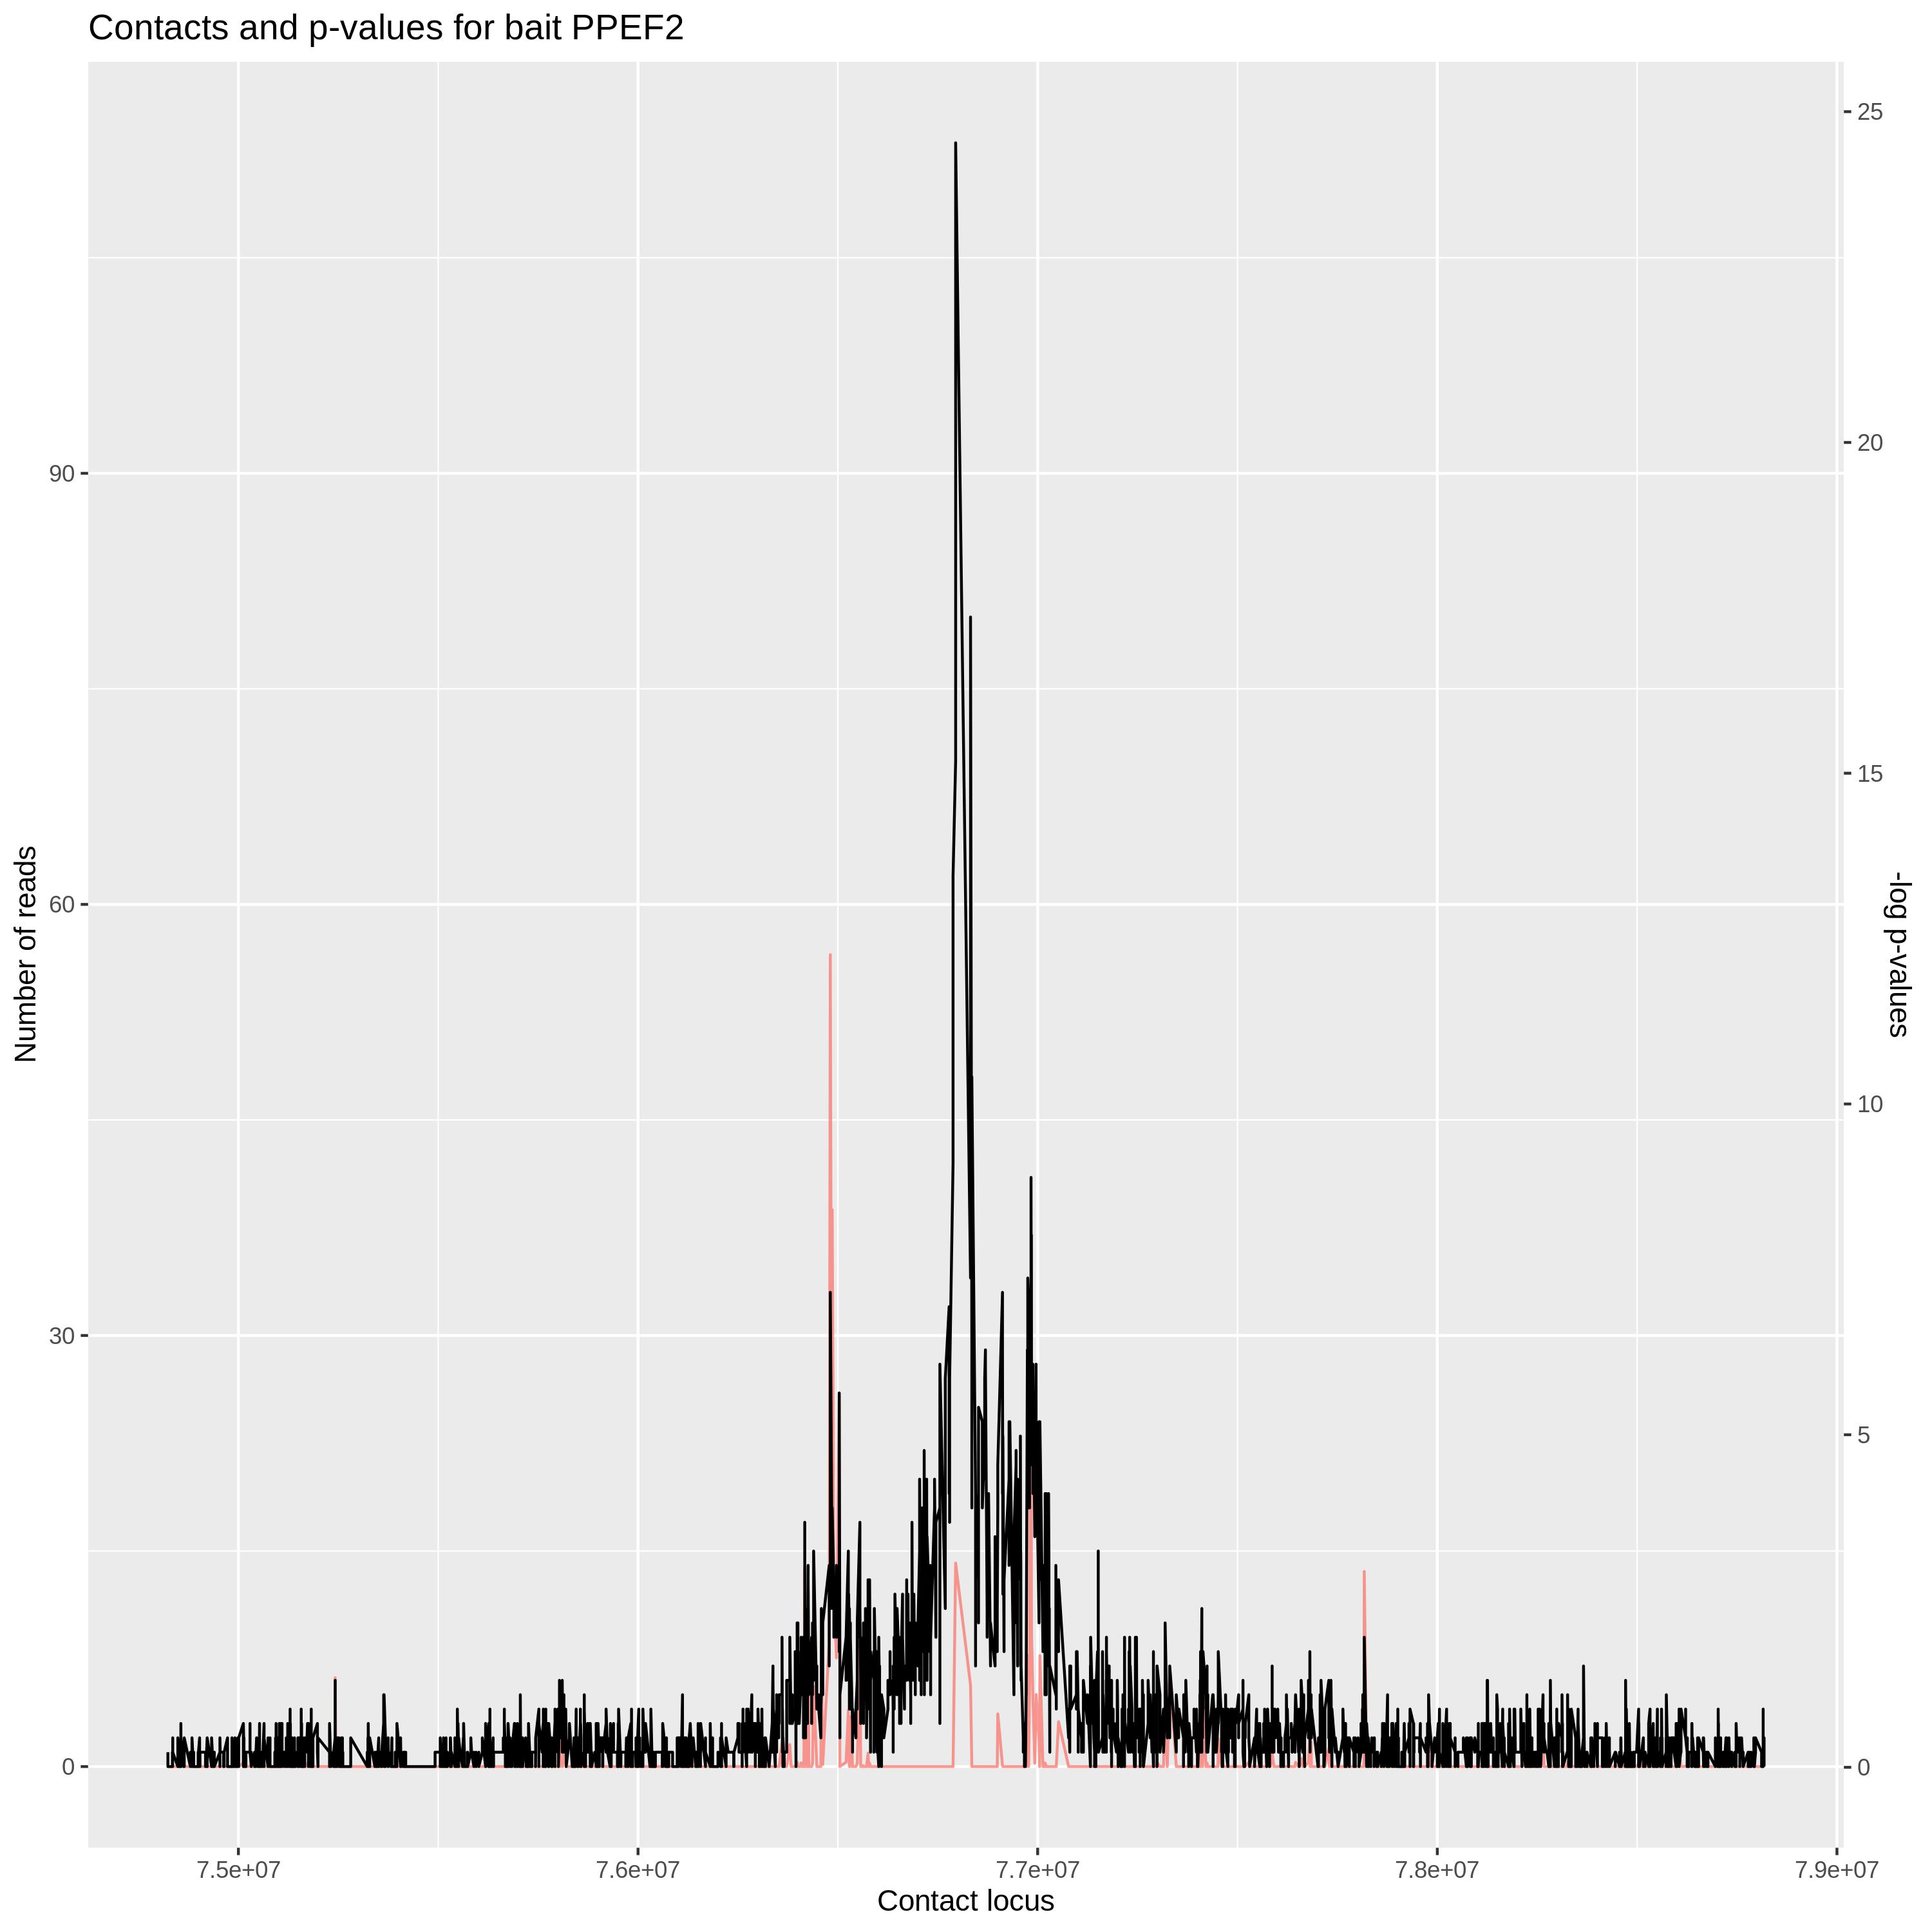 Contacts and p-values for bait PPEF2
25
20
15
10
5
0
90
60
30
0
Number of reads
-log p-values
7.5e+07
7.6e+07
7.7e+07
7.8e+07
7.9e+07
Contact locus